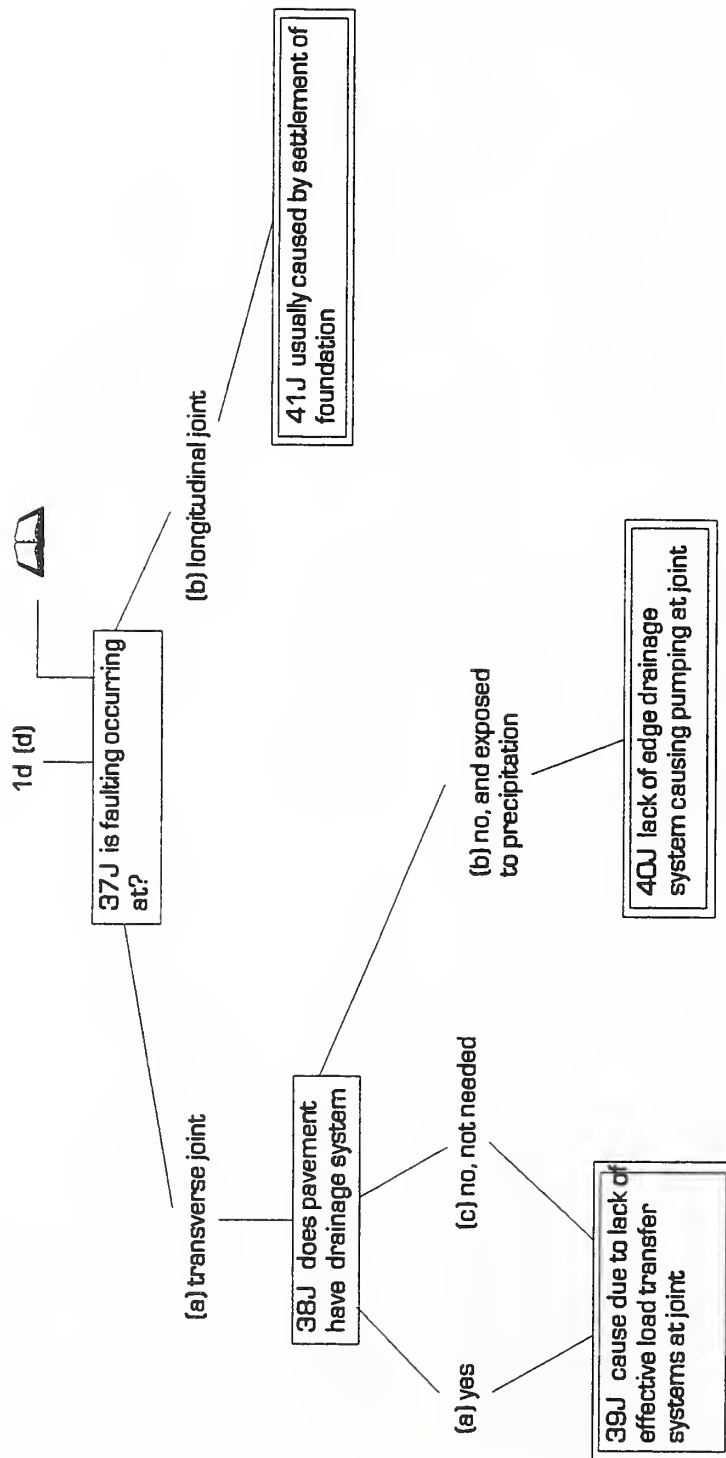 1d (d)
37J is faulting occurring
at?
(a) transverse joint
(b) longitudinal joint
38J does pavement
have drainage system
41J usually caused by settlement of
foundation
(a) yes
(c) no, not needed
(b) no, and exposed
to precipitation
39J cause due to lack of
effective load transfer
systems at joint
40J lack of edge drainage
system causing pumping at joint